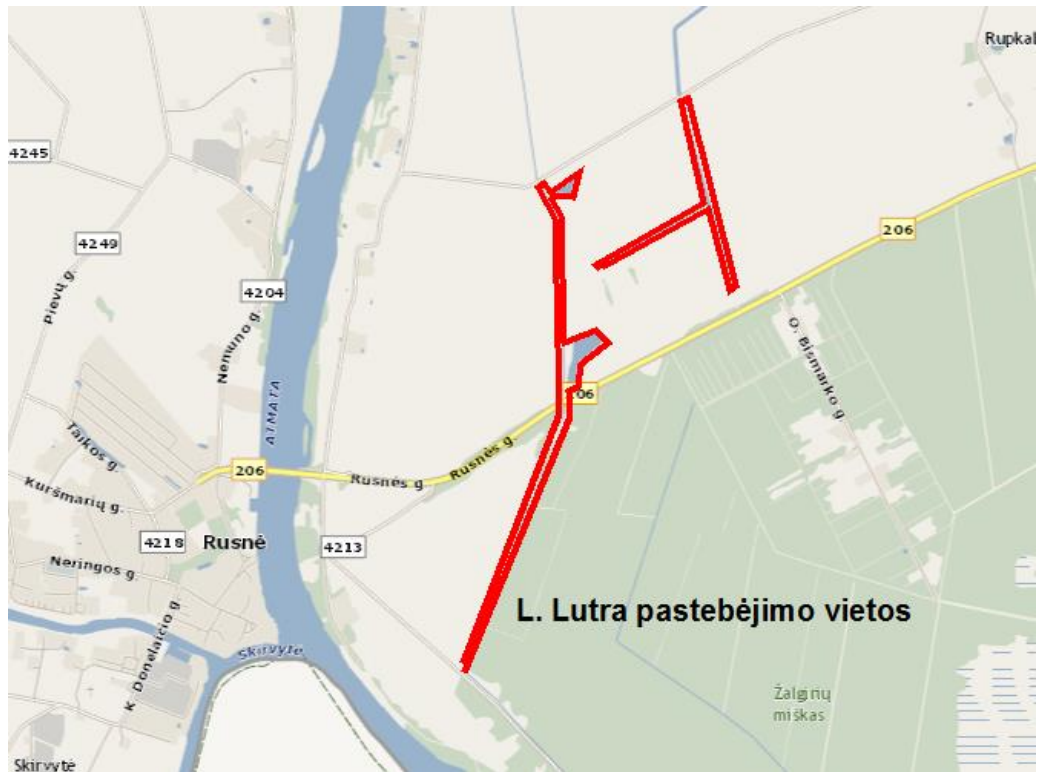 Rupkal
4245
206
4249
4204
Pievų g.
Nemuno g.
O. Bismarko g.
ATMATA
206
Taikos g.
Rusnės g.
206
Rusnės g
Kuršmarių g.
4218
Rusnė
4213
Neringos g.
L. Lutra pastebėjimo vietos
K. Donelaičio g.
Skirvytė
Žalgirių
miškas
Skirvytė